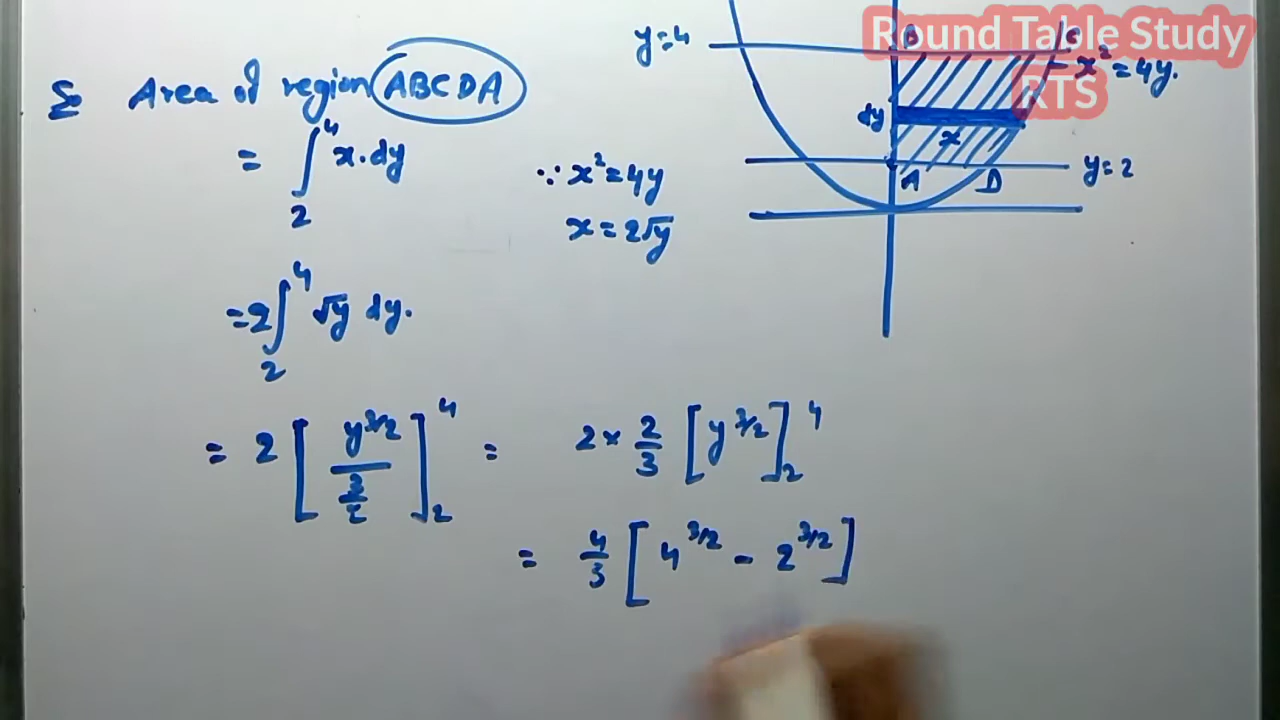 Round Table Study
RTS
y=4
B
C
x²=4y.
dy
x
A
D
y=2
So Area of region ABCDA
= ∫₂⁴ x.dy
∵ x²=4y
x=2√y
=2∫₂⁴ √y dy.
= 2 [y^3/2 / 3/2]₂⁴ = 2× 2/3 [y^3/2]₂⁴
= 4/3 [4^3/2 - 2^3/2]